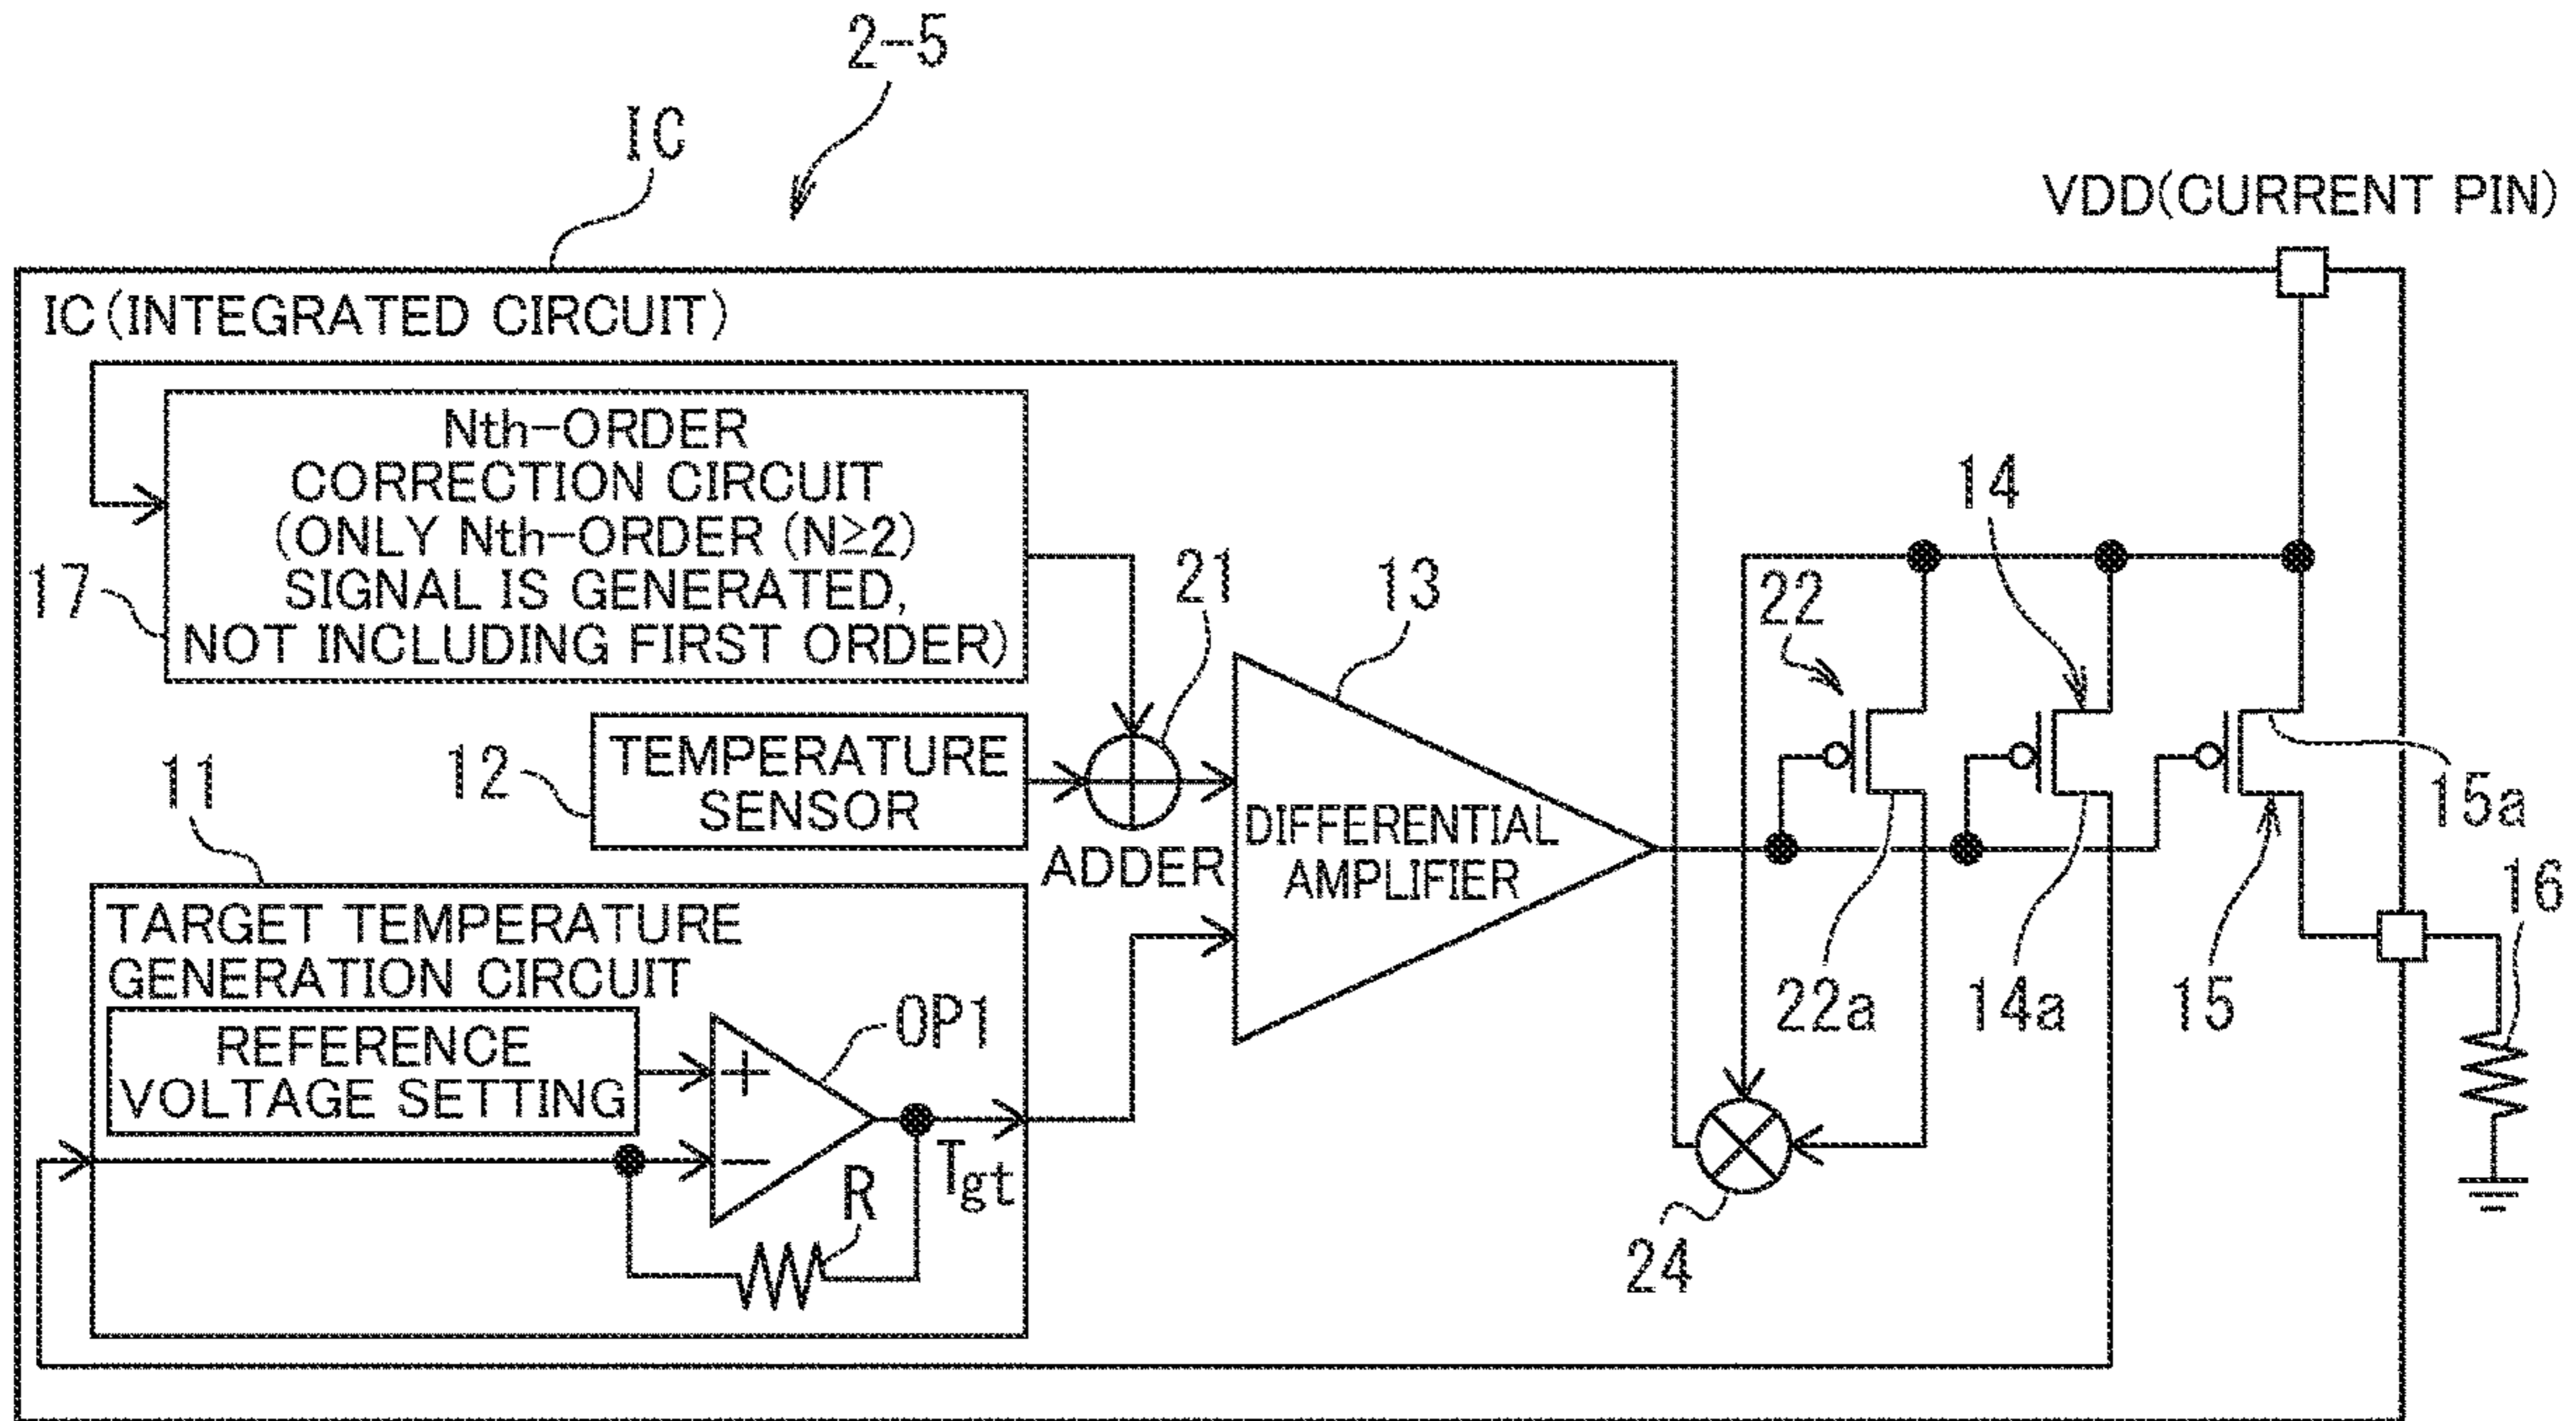 2-5
IC
VDD(CURRENT PIN)
IC(INTEGRATED CIRCUIT)
Nth-ORDER
CORRECTION CIRCUIT
(ONLY Nth-ORDER (N≥2)
SIGNAL IS GENERATED,
NOT INCLUDING FIRST ORDER)
17
21
13
22
14
12
TEMPERATURE
SENSOR
ADDER
DIFFERENTIAL
AMPLIFIER
15a
11
TARGET TEMPERATURE
GENERATION CIRCUIT
REFERENCE
VOLTAGE SETTING
OP1
+
−
Tgt
R
22a
14a
15
16
24